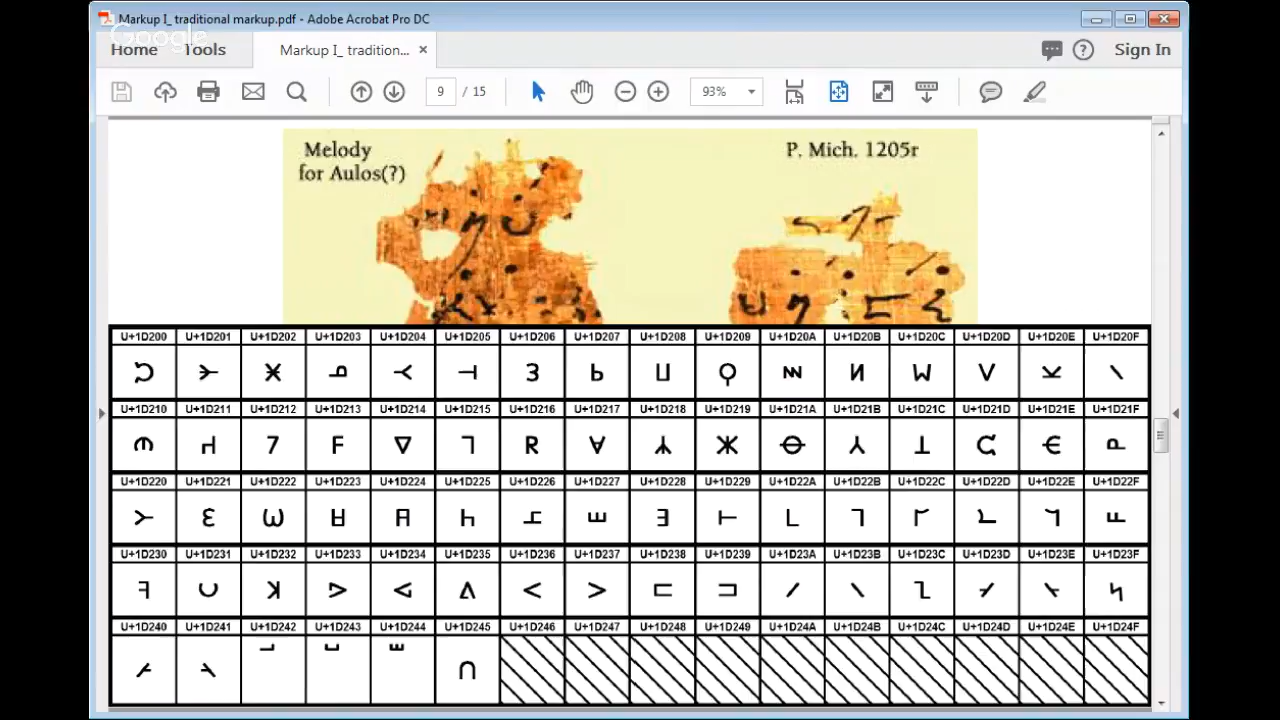 Markup I_ traditional markup.pdf - Adobe Acrobat Pro DC
Google
Home Tools Markup I_ tradition... × Sign In
9 / 15 93%
Melody
for Aulos(?)
P. Mich. 1205r
U+1D200 U+1D201 U+1D202 U+1D203 U+1D204 U+1D205 U+1D206 U+1D207 U+1D208 U+1D209 U+1D20A U+1D20B U+1D20C U+1D20D U+1D20E U+1D20F
𝈀 𝈁 𝈂 𝈃 𝈄 𝈅 𝈆 𝈇 𝈈 𝈉 𝈊 𝈋 𝈌 𝈍 𝈎 𝈏
U+1D210 U+1D211 U+1D212 U+1D213 U+1D214 U+1D215 U+1D216 U+1D217 U+1D218 U+1D219 U+1D21A U+1D21B U+1D21C U+1D21D U+1D21E U+1D21F
𝈐 𝈑 𝈒 𝈓 𝈔 𝈕 𝈖 𝈗 𝈘 𝈙 𝈚 𝈛 𝈜 𝈝 𝈞 𝈟
U+1D220 U+1D221 U+1D222 U+1D223 U+1D224 U+1D225 U+1D226 U+1D227 U+1D228 U+1D229 U+1D22A U+1D22B U+1D22C U+1D22D U+1D22E U+1D22F
𝈠 𝈡 𝈢 𝈣 𝈤 𝈥 𝈦 𝈧 𝈨 𝈩 𝈪 𝈫 𝈬 𝈭 𝈮 𝈯
U+1D230 U+1D231 U+1D232 U+1D233 U+1D234 U+1D235 U+1D236 U+1D237 U+1D238 U+1D239 U+1D23A U+1D23B U+1D23C U+1D23D U+1D23E U+1D23F
𝈰 𝈱 𝈲 𝈳 𝈴 𝈵 𝈶 𝈷 𝈸 𝈹 𝈺 𝈻 𝈼 𝈽 𝈾 𝈿
U+1D240 U+1D241 U+1D242 U+1D243 U+1D244 U+1D245 U+1D246 U+1D247 U+1D248 U+1D249 U+1D24A U+1D24B U+1D24C U+1D24D U+1D24E U+1D24F
𝉀 𝉁 𝉂 𝉃 𝉄 𝉅